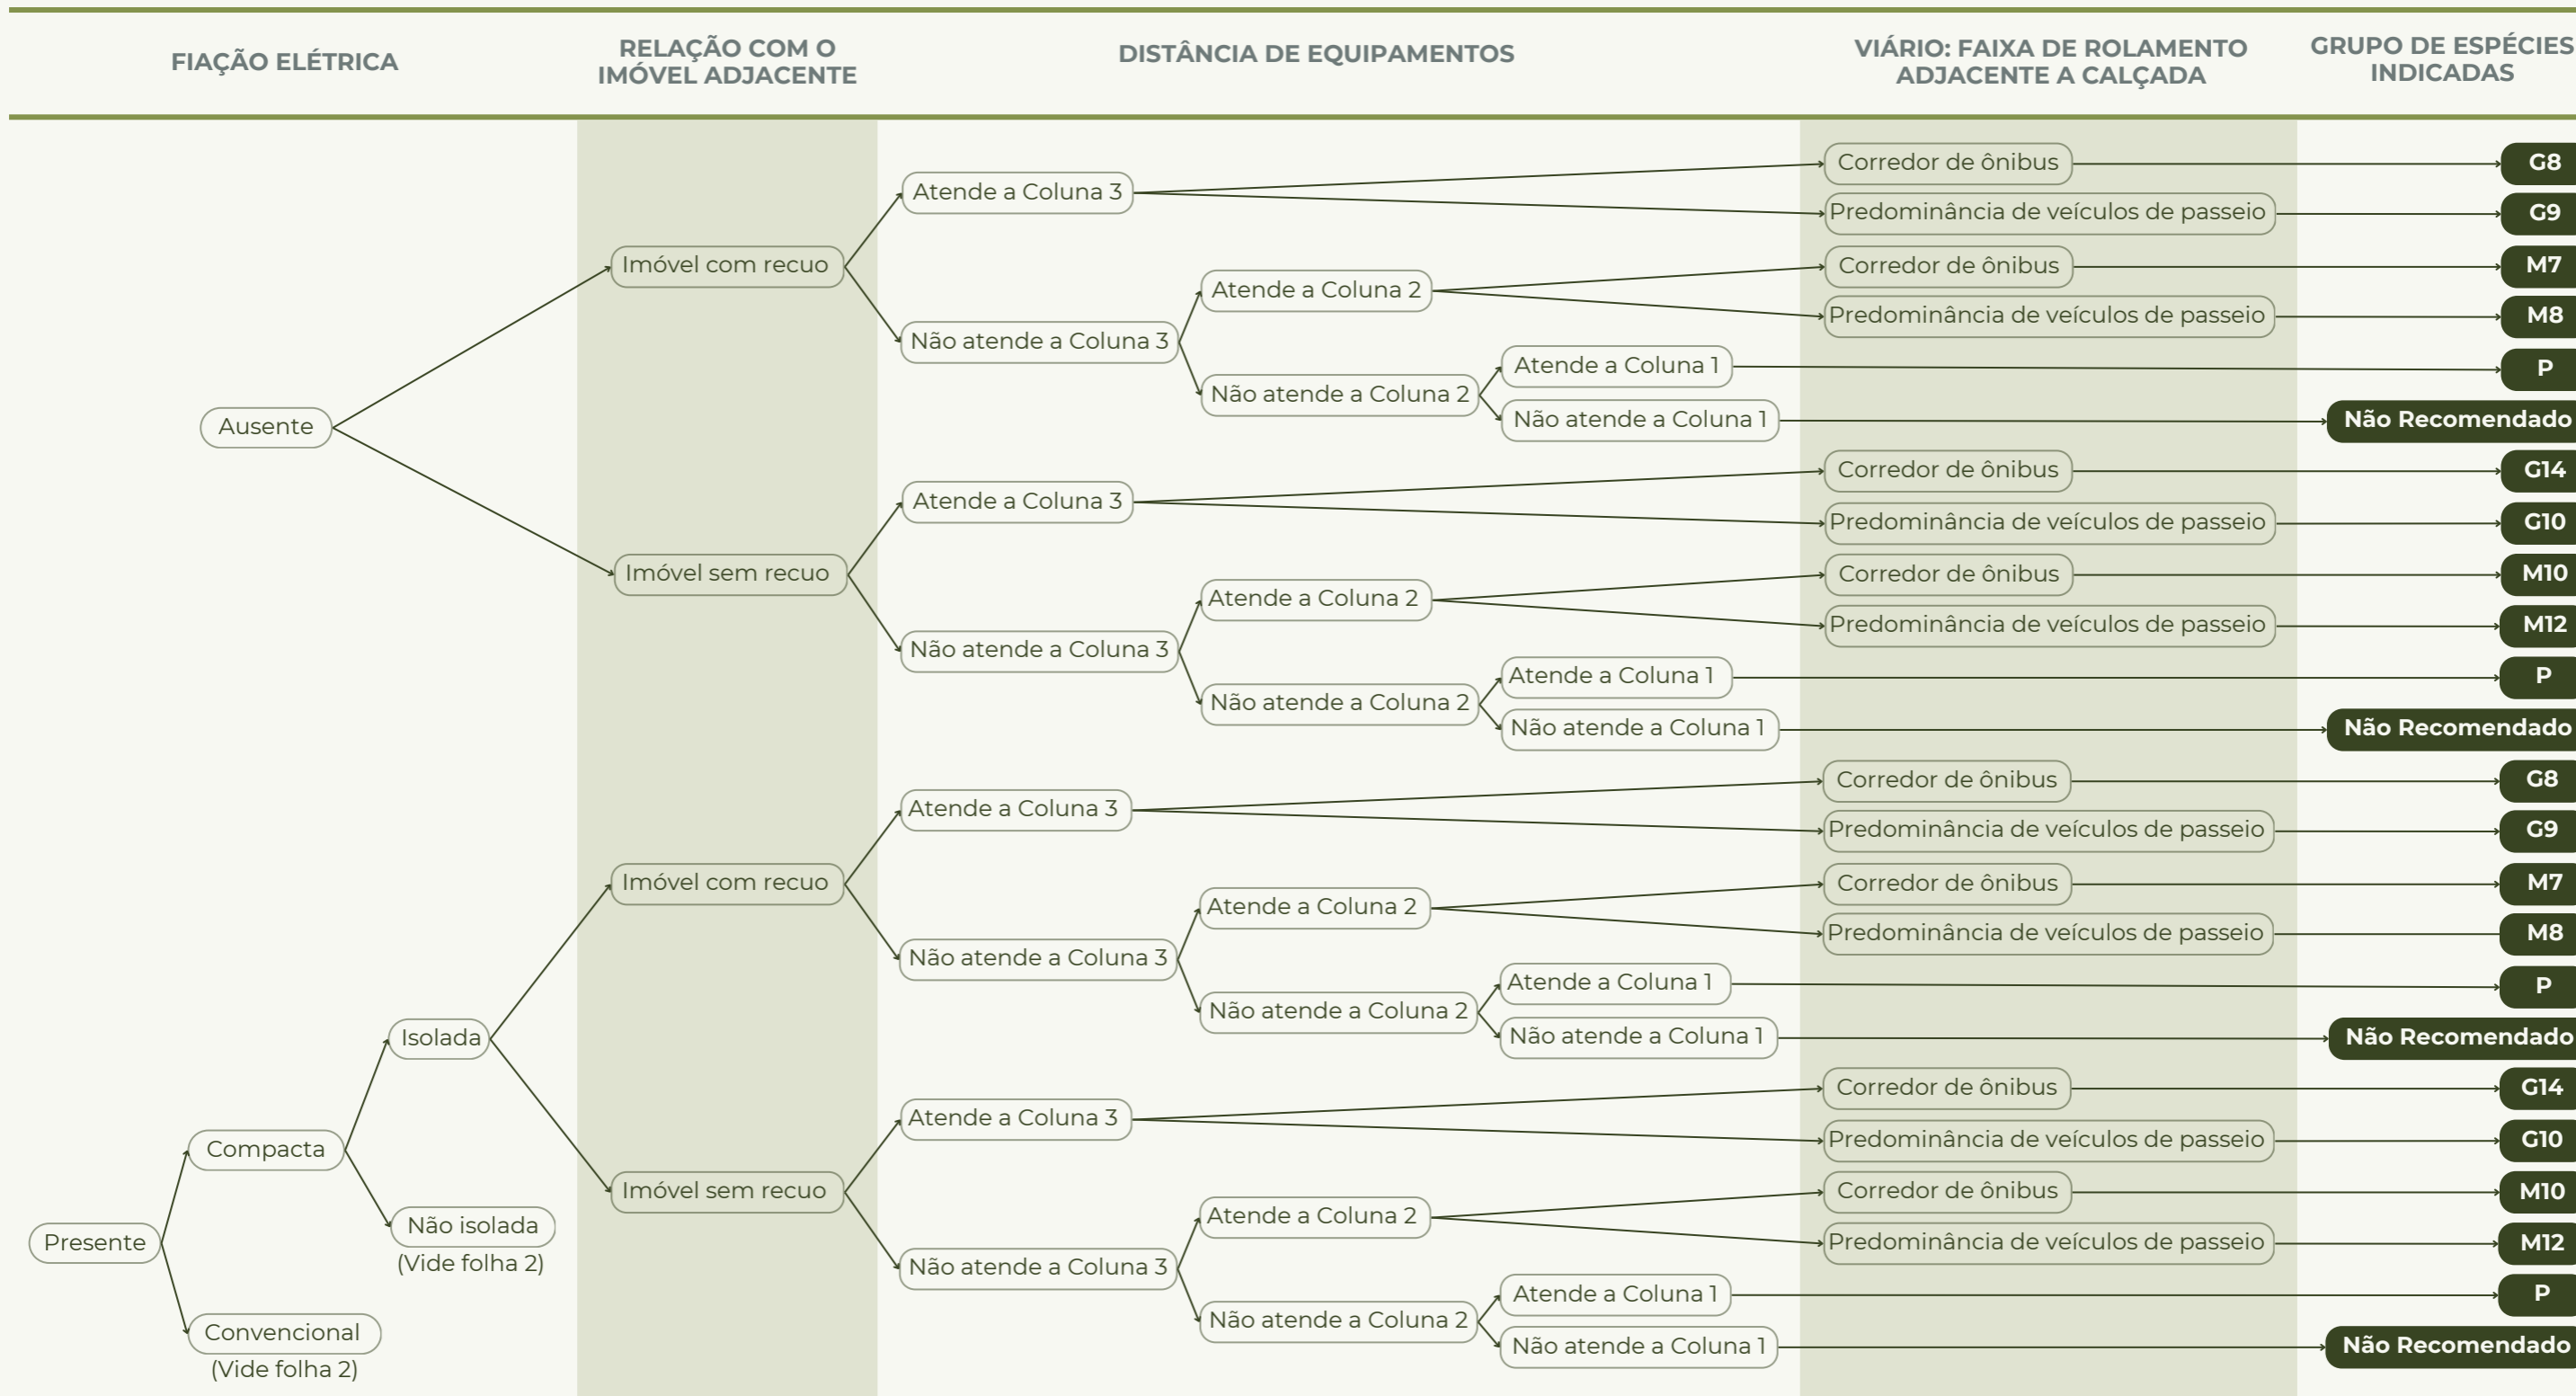 FIAÇÃO ELÉTRICA
RELAÇÃO COM O
IMÓVEL ADJACENTE
DISTÂNCIA DE EQUIPAMENTOS
VIÁRIO: FAIXA DE ROLAMENTO
ADJACENTE A CALÇADA
GRUPO DE ESPÉCIES
INDICADAS
Ausente
Imóvel com recuo
Atende a Coluna 3
Corredor de ônibus
G8
Predominância de veículos de passeio
G9
Não atende a Coluna 3
Atende a Coluna 2
Corredor de ônibus
M7
Predominância de veículos de passeio
M8
Não atende a Coluna 2
Atende a Coluna 1
P
Não atende a Coluna 1
Não Recomendado
Imóvel sem recuo
Atende a Coluna 3
Corredor de ônibus
G14
Predominância de veículos de passeio
G10
Não atende a Coluna 3
Atende a Coluna 2
Corredor de ônibus
M10
Predominância de veículos de passeio
M12
Não atende a Coluna 2
Atende a Coluna 1
P
Não atende a Coluna 1
Não Recomendado
Presente
Compacta
Isolada
Imóvel com recuo
Atende a Coluna 3
Corredor de ônibus
G8
Predominância de veículos de passeio
G9
Não atende a Coluna 3
Atende a Coluna 2
Corredor de ônibus
M7
Predominância de veículos de passeio
M8
Não atende a Coluna 2
Atende a Coluna 1
P
Não atende a Coluna 1
Não Recomendado
Imóvel sem recuo
Atende a Coluna 3
Corredor de ônibus
G14
Predominância de veículos de passeio
G10
Não atende a Coluna 3
Atende a Coluna 2
Corredor de ônibus
M10
Predominância de veículos de passeio
M12
Não atende a Coluna 2
Atende a Coluna 1
P
Não atende a Coluna 1
Não Recomendado
Não isolada
(Vide folha 2)
Convencional
(Vide folha 2)